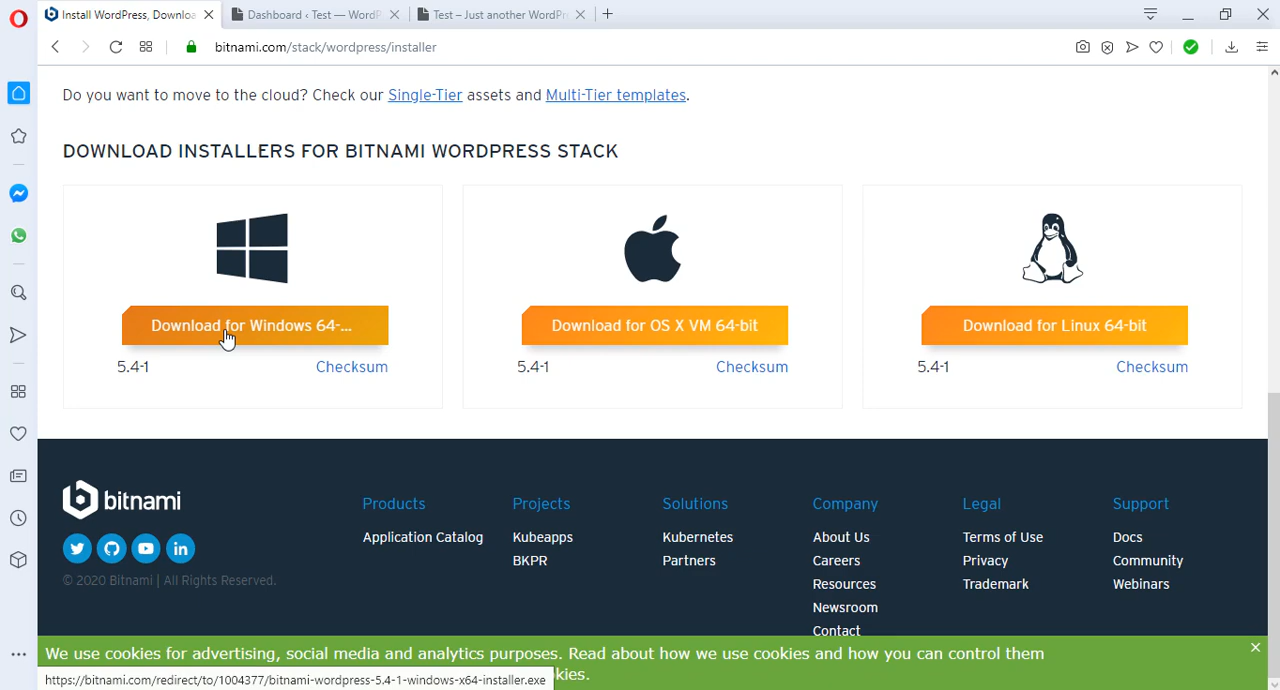 Install WordPress, Downloa
Dashboard ‹ Test — WordP
Test – Just another WordPr
bitnami.com/stack/wordpress/installer
Do you want to move to the cloud? Check our Single-Tier assets and Multi-Tier templates.
DOWNLOAD INSTALLERS FOR BITNAMI WORDPRESS STACK
Download for Windows 64-...
5.4-1
Checksum
Download for OS X VM 64-bit
5.4-1
Checksum
Download for Linux 64-bit
5.4-1
Checksum
bitnami
© 2020 Bitnami | All Rights Reserved.
Products
Application Catalog
Projects
Kubeapps
BKPR
Solutions
Kubernetes
Partners
Company
About Us
Careers
Resources
Newsroom
Contact
Legal
Terms of Use
Privacy
Trademark
Support
Docs
Community
Webinars
We use cookies for advertising, social media and analytics purposes. Read about how we use cookies and how you can control them
kies.
https://bitnami.com/redirect/to/1004377/bitnami-wordpress-5.4-1-windows-x64-installer.exe